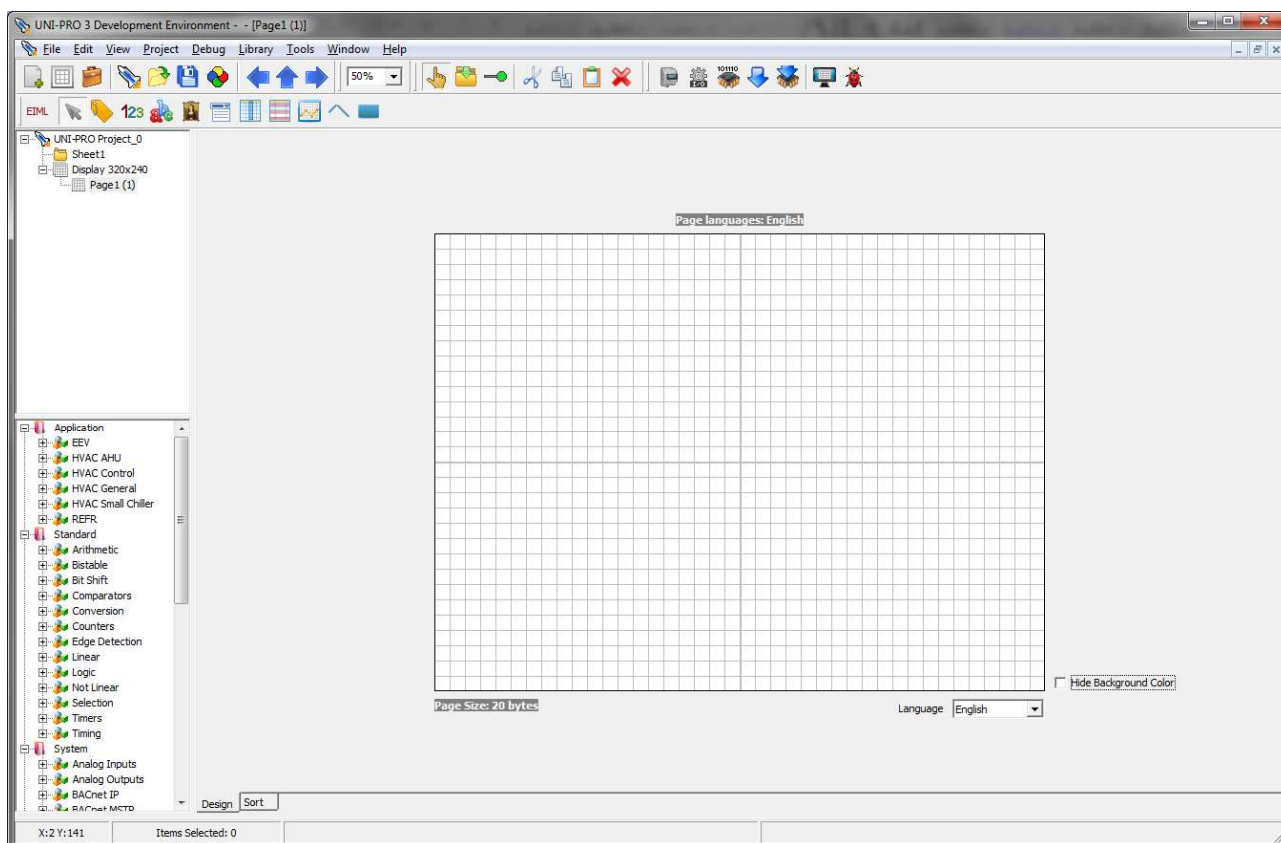 UNI-PRO 3 Development Environment - - [Page1 (1)]
File Edit View Project Debug Library Tools Window Help
50%
101110
EIML 123
UNI-PRO Project_0
Sheet1
Display 320x240
Page1 (1)
Page languages: English
Application
EEV
HVAC AHU
HVAC Control
HVAC General
HVAC Small Chiller
REFR
Standard
Arithmetic
Bistable
Bit Shift
Comparators
Conversion
Counters
Edge Detection
Linear
Logic
Not Linear
Selection
Timers
Timing
System
Analog Inputs
Analog Outputs
BACnet IP
BACnet MSTP
Hide Background Color
Page Size: 20 bytes
Language English
Design Sort
X:2 Y:141 Items Selected: 0